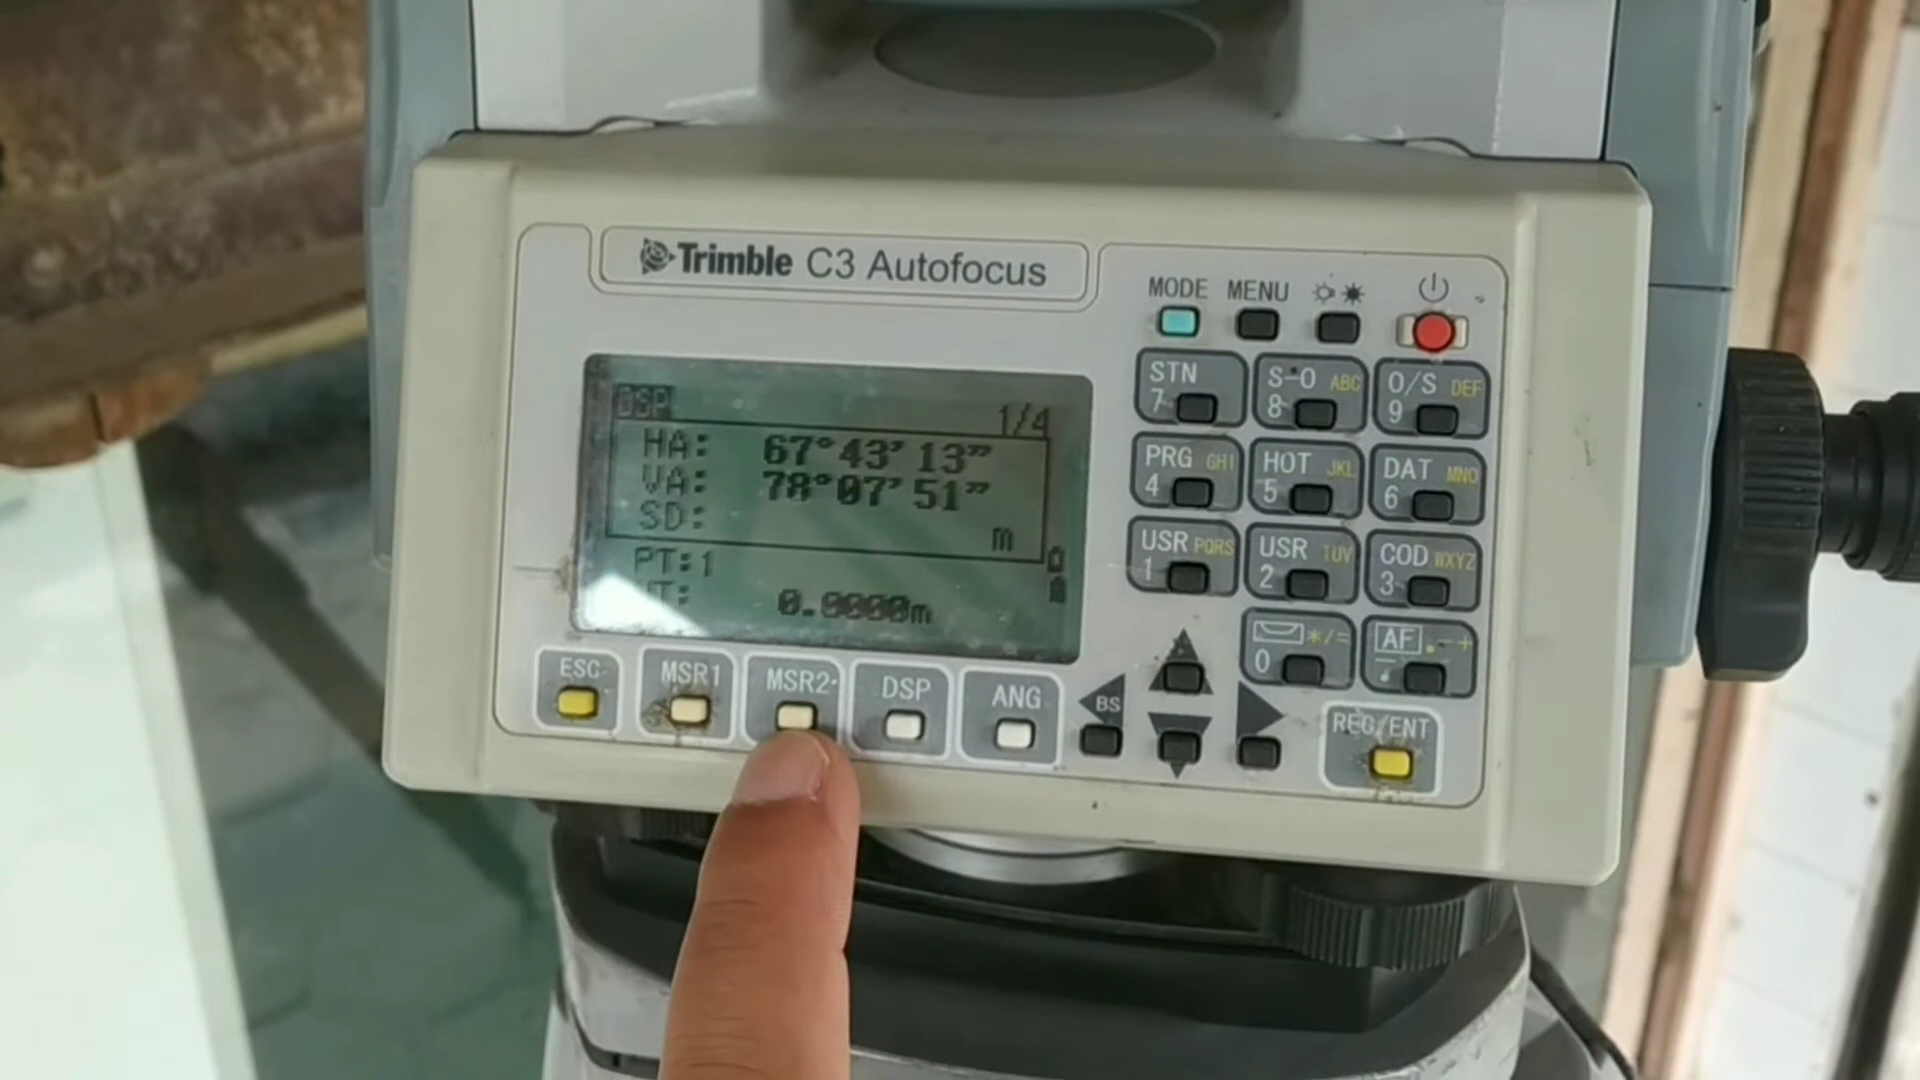 Trimble C3 Autofocus
MODE MENU
DSP 1/4
HA: 67°43'13"
VA: 78°07'51"
SD: m
PT:1
HT: 0.0000m
STN 7
S-O ABC 8
O/S DEF 9
PRG GHI 4
HOT JKL 5
DAT MNO 6
USR PQRS 1
USR TUV 2
COD WXYZ 3
*/= 0
AF .-+
ESC MSR1 MSR2 DSP ANG
BS
REC/ENT